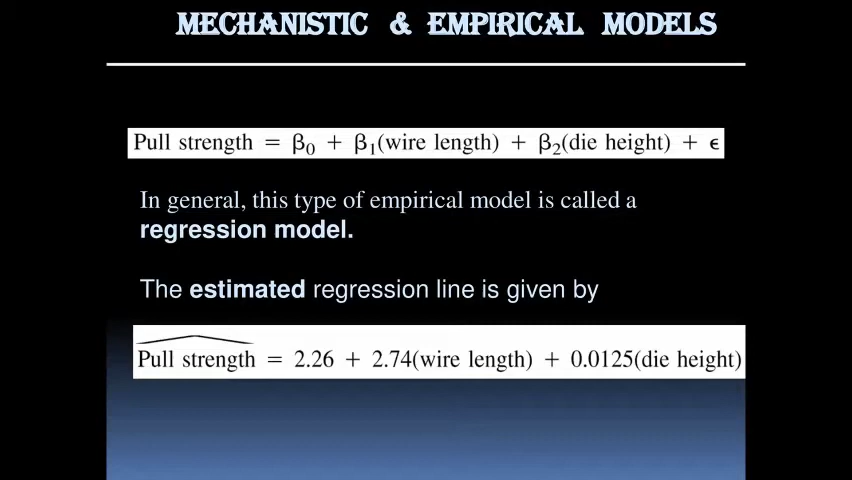 MECHANISTIC & EMPIRICAL MODELS
Pull strength = β₀ + β₁(wire length) + β₂(die height) + ϵ
In general, this type of empirical model is called a
regression model.
The estimated regression line is given by
\widehat{Pull strength} = 2.26 + 2.74(wire length) + 0.0125(die height)